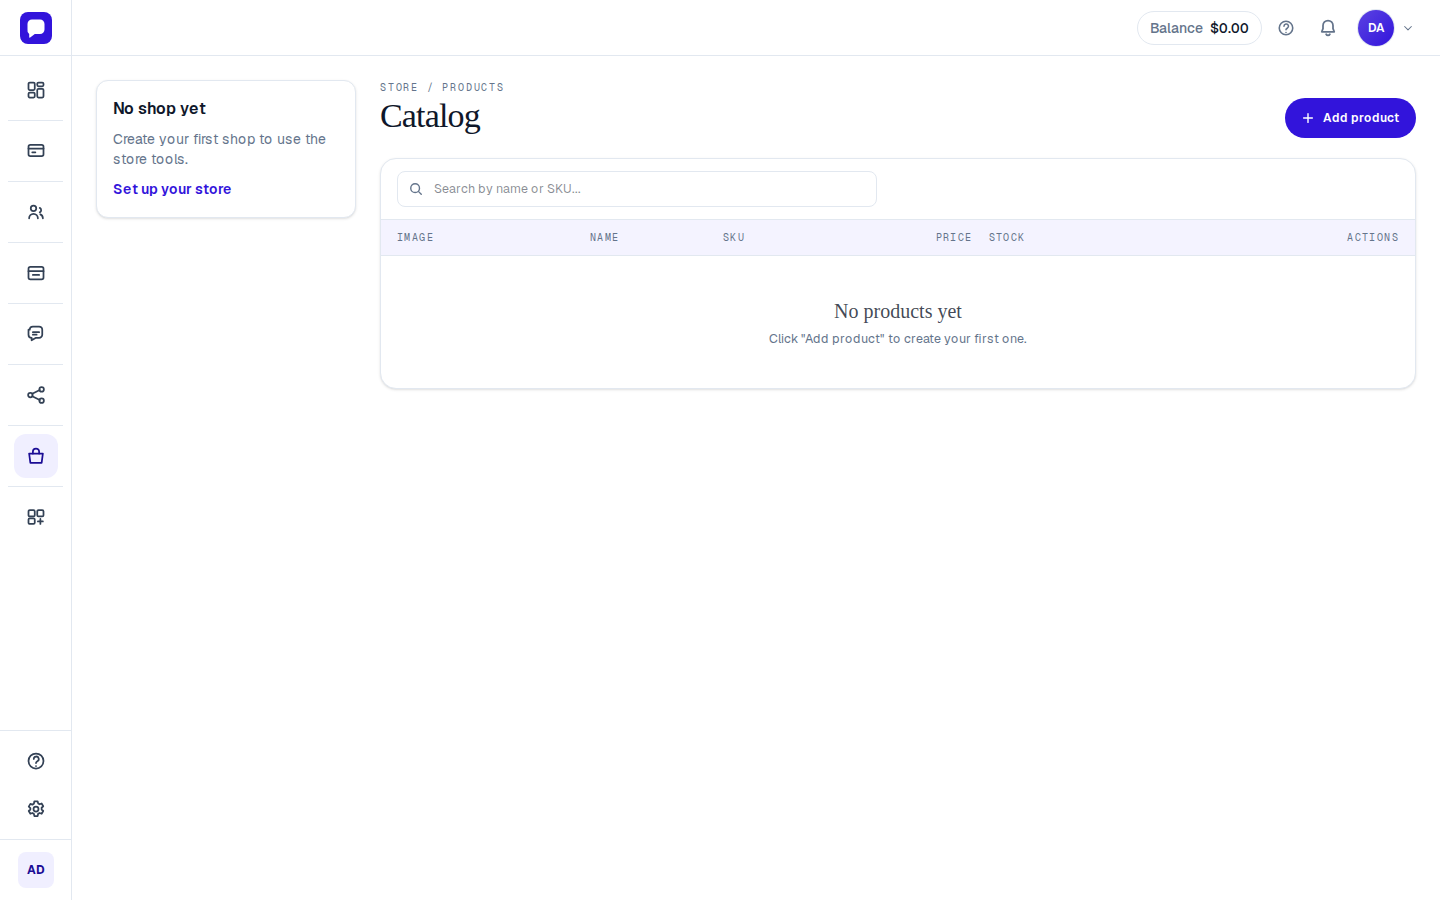 Balance $0.00
DA
No shop yet
Create your first shop to use the
store tools.
Set up your store
STORE / PRODUCTS
Catalog
Add product
Search by name or SKU...
IMAGE NAME SKU PRICE STOCK ACTIONS
No products yet
Click "Add product" to create your first one.
AD